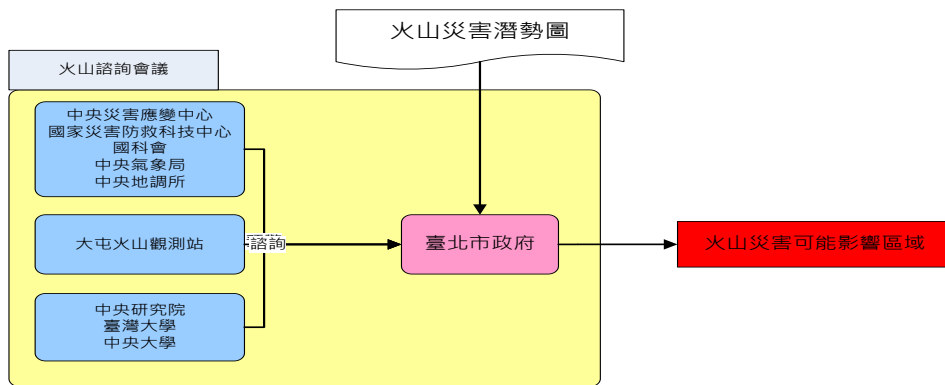 火山災害潛勢圖
火山諮詢會議
中央災害應變中心
國家災害防救科技中心
國科會
中央氣象局
中央地調所
大屯火山觀測站
諮詢
臺北市政府
火山災害可能影響區域
中央研究院
臺灣大學
中央大學